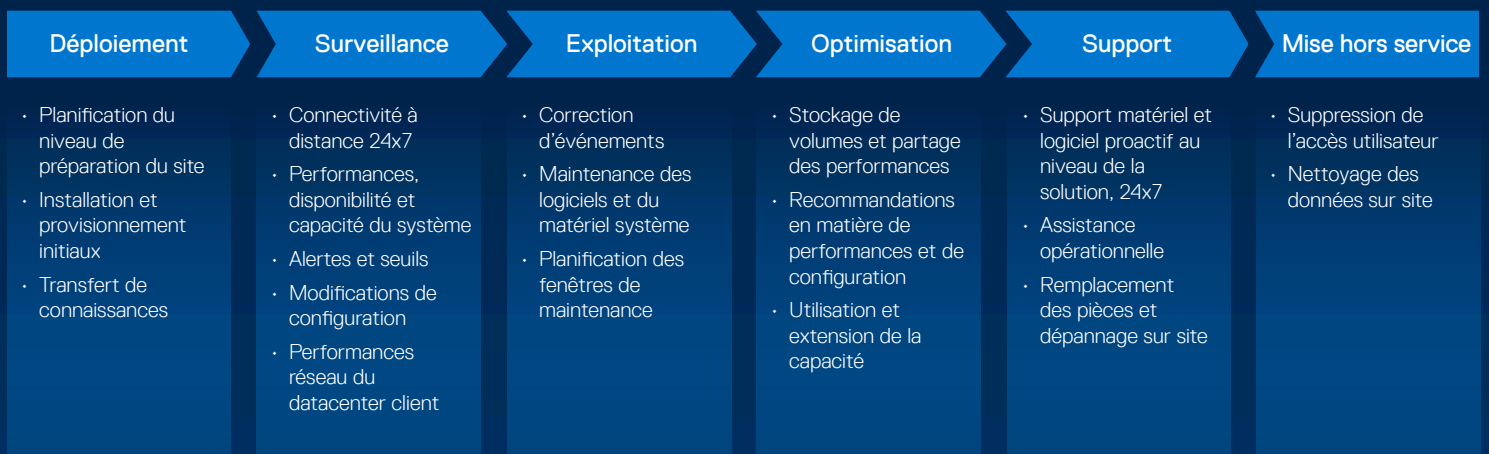 Déploiement
Surveillance
Exploitation
Optimisation
Support
Mise hors service
• Planification du
niveau de
préparation du site
• Installation et
provisionnement
initiaux
• Transfert de
connaissances
• Connectivité à
distance 24x7
• Performances,
disponibilité et
capacité du système
• Alertes et seuils
• Modifications de
configuration
• Performances
réseau du
datacenter client
• Correction
d’événements
• Maintenance des
logiciels et du
matériel système
• Planification des
fenêtres de
maintenance
• Stockage de
volumes et partage
des performances
• Recommandations
en matière de
performances et de
configuration
• Utilisation et
extension de la
capacité
• Support matériel et
logiciel proactif au
niveau de la
solution, 24x7
• Assistance
opérationnelle
• Remplacement
des pièces et
dépannage sur site
• Suppression de
l’accès utilisateur
• Nettoyage des
données sur site